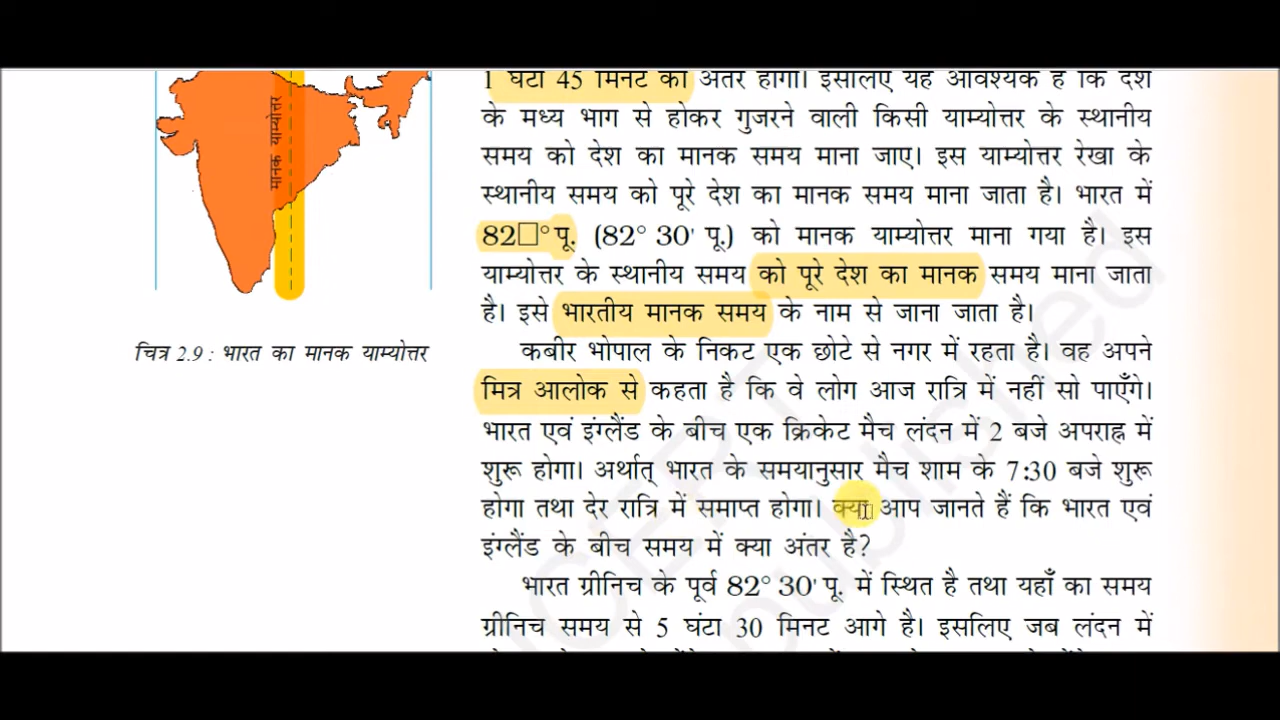 1 घंटा 45 मिनट का अंतर होगा। इसलिए यह आवश्यक है कि देश
के मध्य भाग से होकर गुजरने वाली किसी याम्योत्तर के स्थानीय
समय को देश का मानक समय माना जाए। इस याम्योत्तर रेखा के
स्थानीय समय को पूरे देश का मानक समय माना जाता है। भारत में
82□° पू. (82° 30' पू.) को मानक याम्योत्तर माना गया है। इस
याम्योत्तर के स्थानीय समय को पूरे देश का मानक समय माना जाता
है। इसे भारतीय मानक समय के नाम से जाना जाता है।
मानक याम्योत्तर
चित्र 2.9 : भारत का मानक याम्योत्तर
कबीर भोपाल के निकट एक छोटे से नगर में रहता है। वह अपने
मित्र आलोक से कहता है कि वे लोग आज रात्रि में नहीं सो पाएँगे।
भारत एवं इंग्लैंड के बीच एक क्रिकेट मैच लंदन में 2 बजे अपराह्न में
शुरू होगा। अर्थात् भारत के समयानुसार मैच शाम के 7:30 बजे शुरू
होगा तथा देर रात्रि में समाप्त होगा। क्या आप जानते हैं कि भारत एवं
इंग्लैंड के बीच समय में क्या अंतर है?
भारत ग्रीनिच के पूर्व 82° 30' पू. में स्थित है तथा यहाँ का समय
ग्रीनिच समय से 5 घंटा 30 मिनट आगे है। इसलिए जब लंदन में